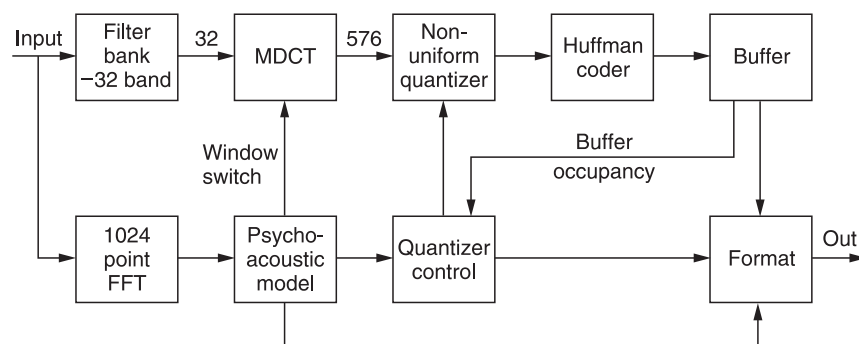 Input
Filter
bank
−32 band
32
MDCT
576
Non-
uniform
quantizer
Huffman
coder
Buffer
Window
switch
Buffer
occupancy
1024
point
FFT
Psycho-
acoustic
model
Quantizer
control
Format
Out